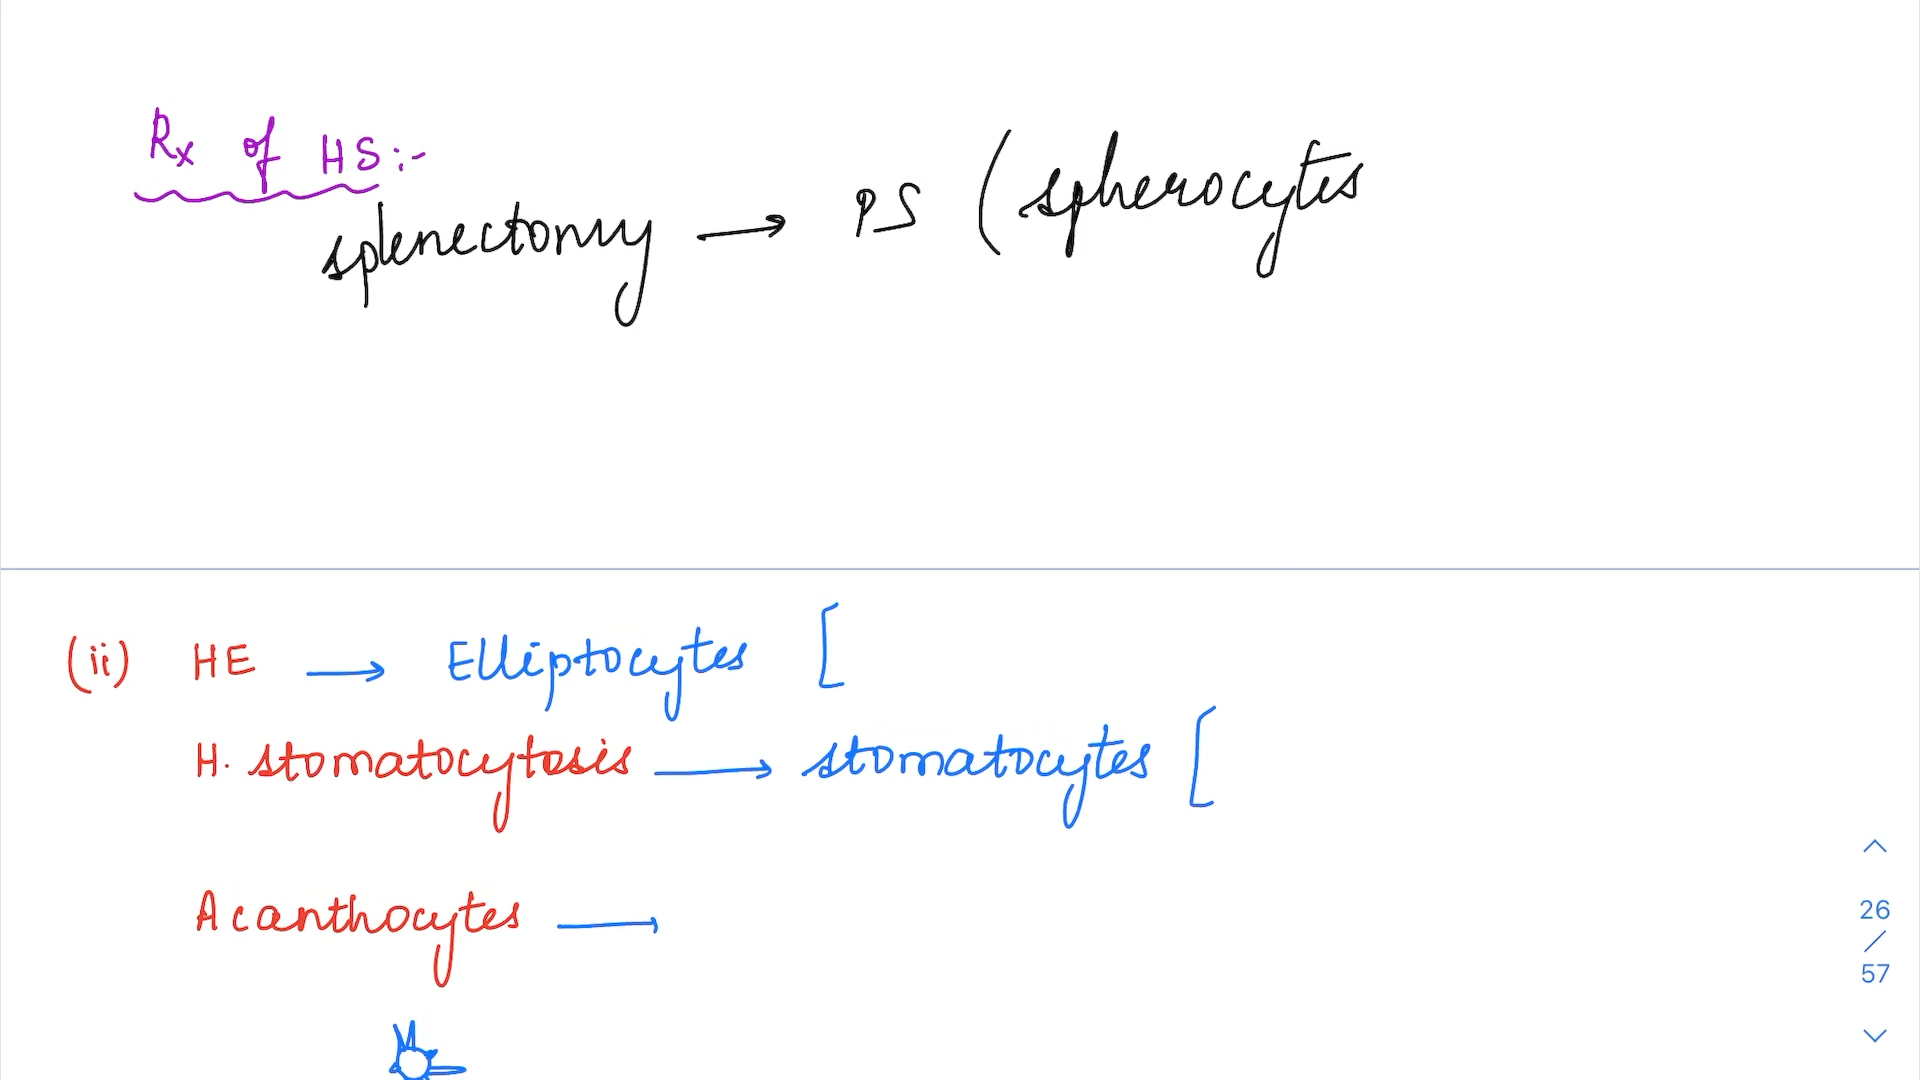 Rx of HS:-
splenectomy → PS (spherocytes
(ii) HE → Elliptocytes [
H. stomatocytosis → stomatocytes [
Acanthocytes →
26
/
57